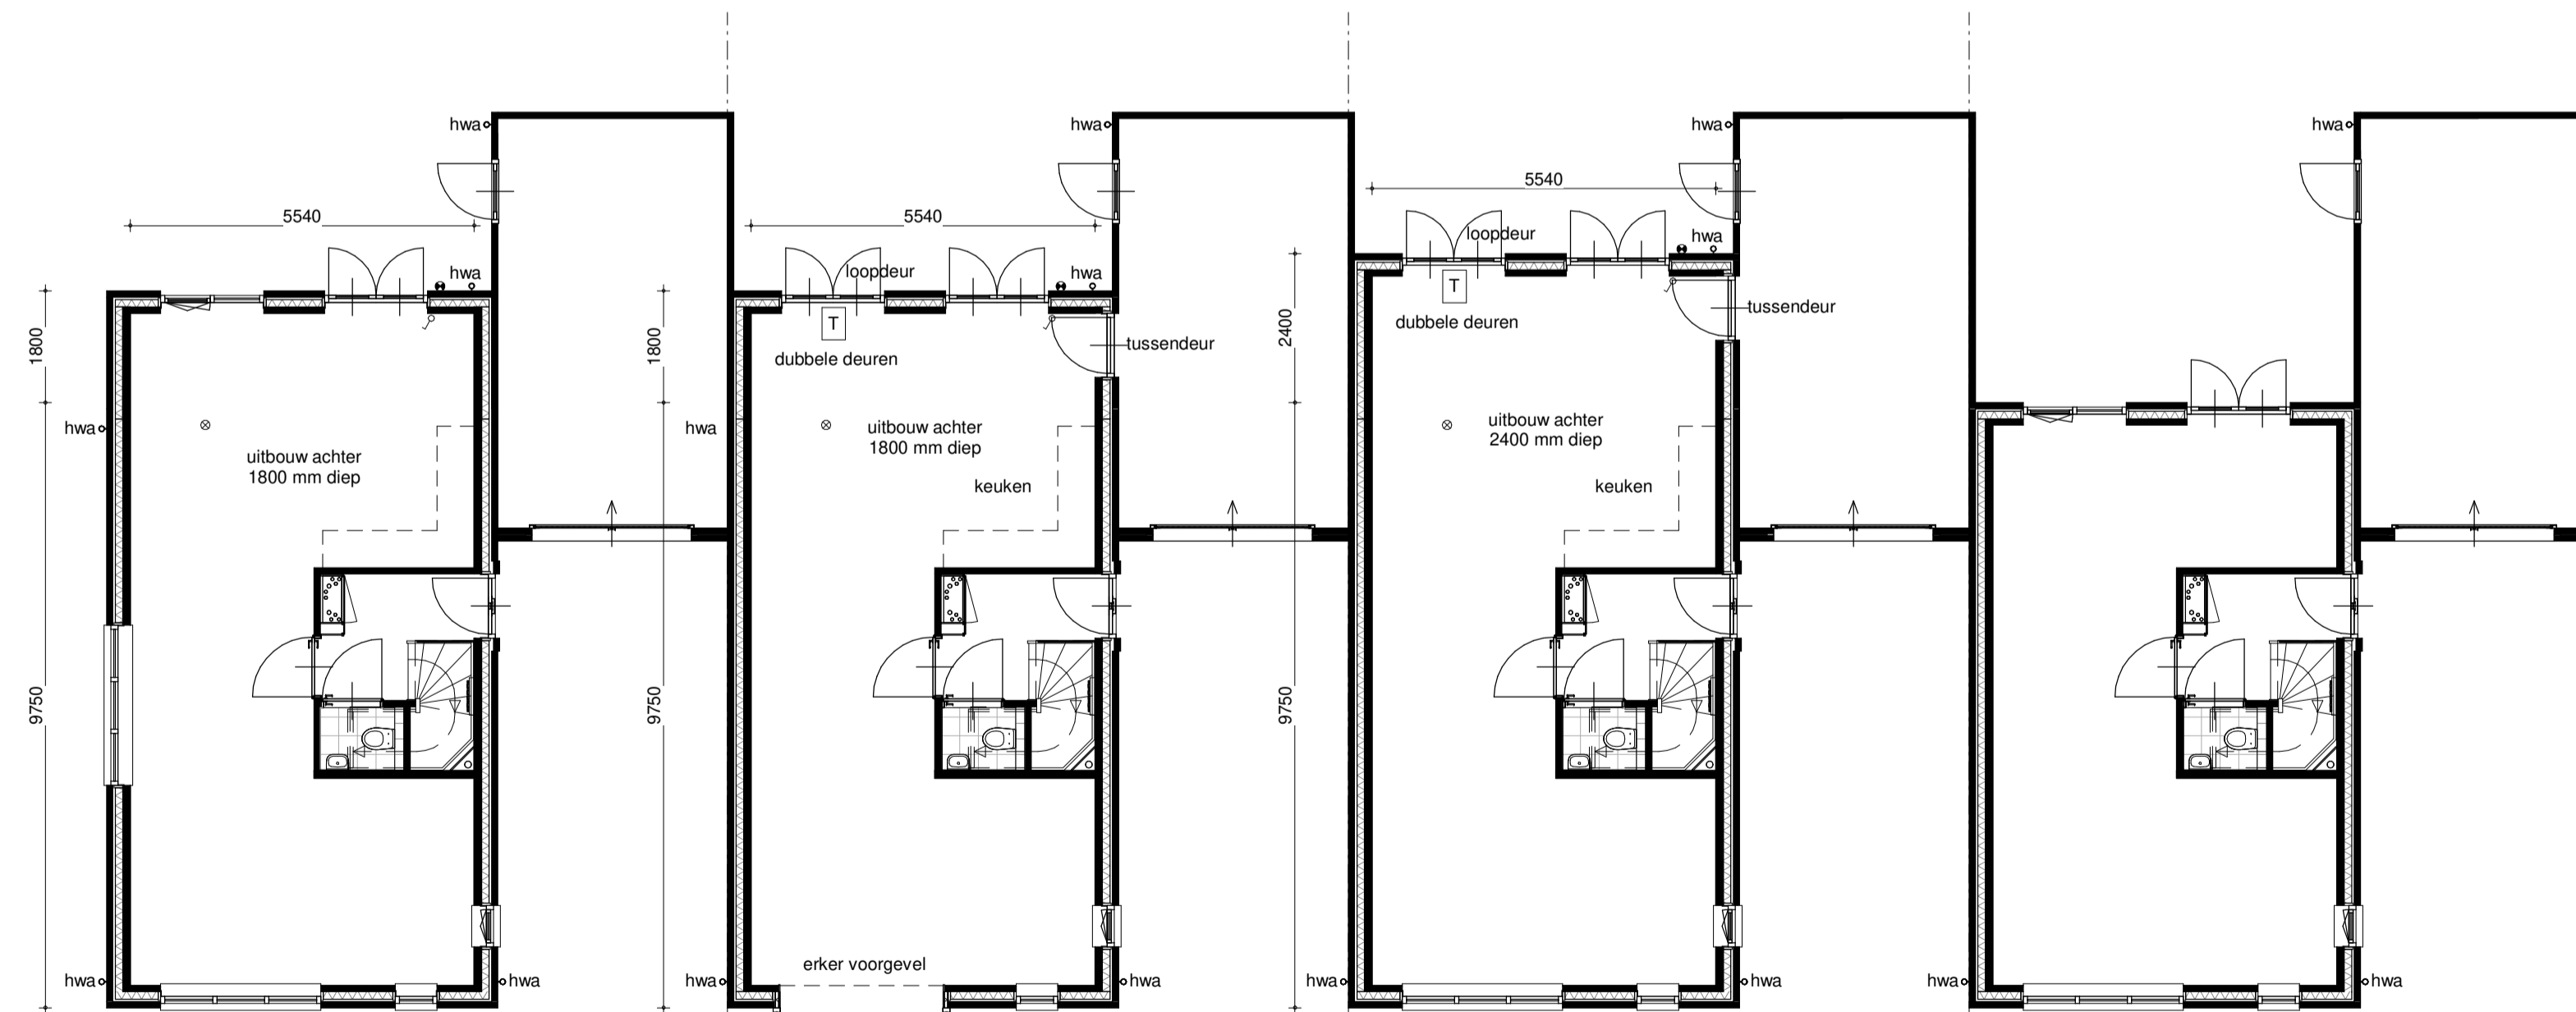 hwa
hwa
hwa
hwa
5540
5540
5540
loopdeur
hwa
hwa
loopdeur
hwa
T
T
tussendeur
dubbele deuren
tussendeur
dubbele deuren
1800
1800
2400
hwa
hwa
uitbouw achter
1800 mm diep
uitbouw achter
1800 mm diep
uitbouw achter
2400 mm diep
keuken
keuken
9750
9750
9750
erker voorgevel
hwa
hwa
hwa
hwa
hwa
hwa
hwa
hwa